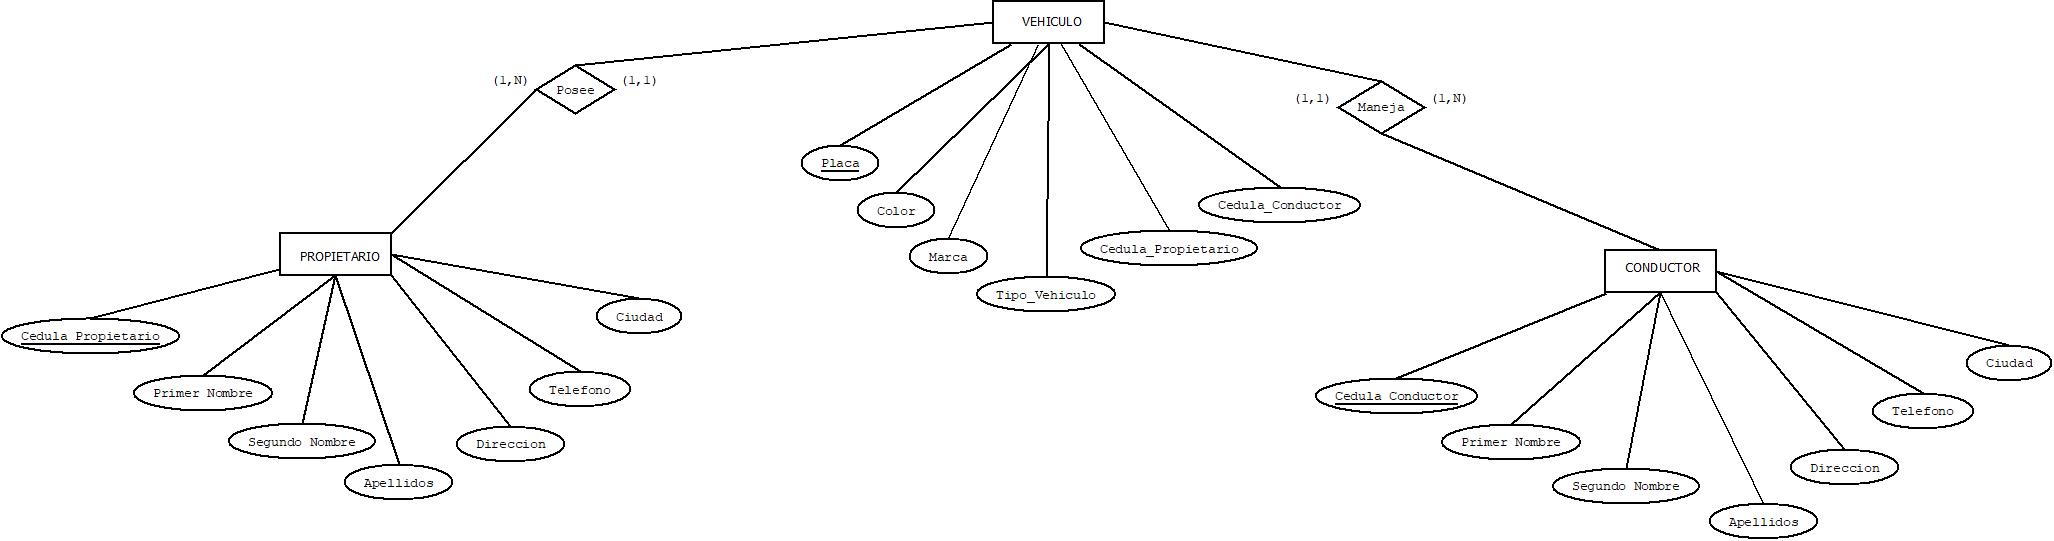 VEHICULO
(1,N)
Posee
(1,1)
(1,1)
Maneja
(1,N)
Placa
Color
Marca
Tipo_Vehiculo
Cedula_Propietario
Cedula_Conductor
PROPIETARIO
Cedula Propietario
Primer Nombre
Segundo Nombre
Apellidos
Direccion
Telefono
Ciudad
CONDUCTOR
Cedula Conductor
Primer Nombre
Segundo Nombre
Apellidos
Direccion
Telefono
Ciudad